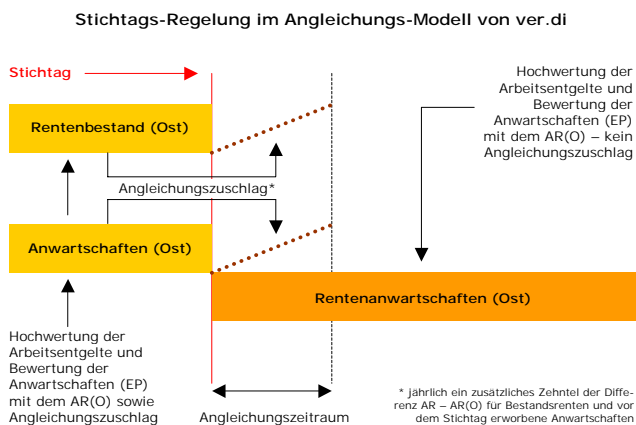 Stichtags-Regelung im Angleichungs-Modell von ver.di
Stichtag
Hochwertung der
Arbeitsentgelte und
Bewertung der
Anwartschaften (EP)
mit dem AR(O) – kein
Angleichungszuschlag
Rentenbestand (Ost)
Angleichungszuschlag*
Anwartschaften (Ost)
Rentenanwartschaften (Ost)
Hochwertung der
Arbeitsentgelte und
Bewertung der
Anwartschaften (EP)
mit dem AR(O) sowie
Angleichungszuschlag
Angleichungszeitraum
* jährlich ein zusätzliches Zehntel der Diffe-
renz AR – AR(O) für Bestandsrenten und vor
dem Stichtag erworbene Anwartschaften